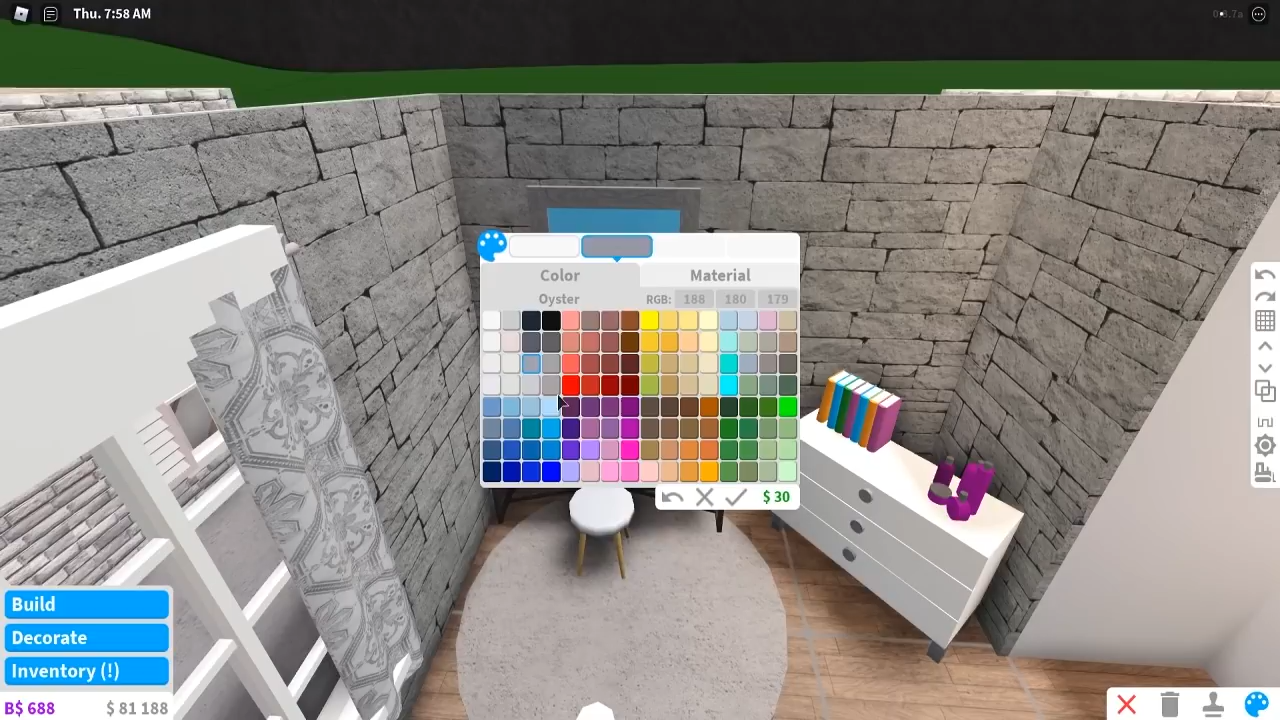 Thu. 7:58 AM
Color
Material
Oyster
RGB: 188 180 179
$ 30
Build
Decorate
Inventory (!)
B$ 688
$ 81 188